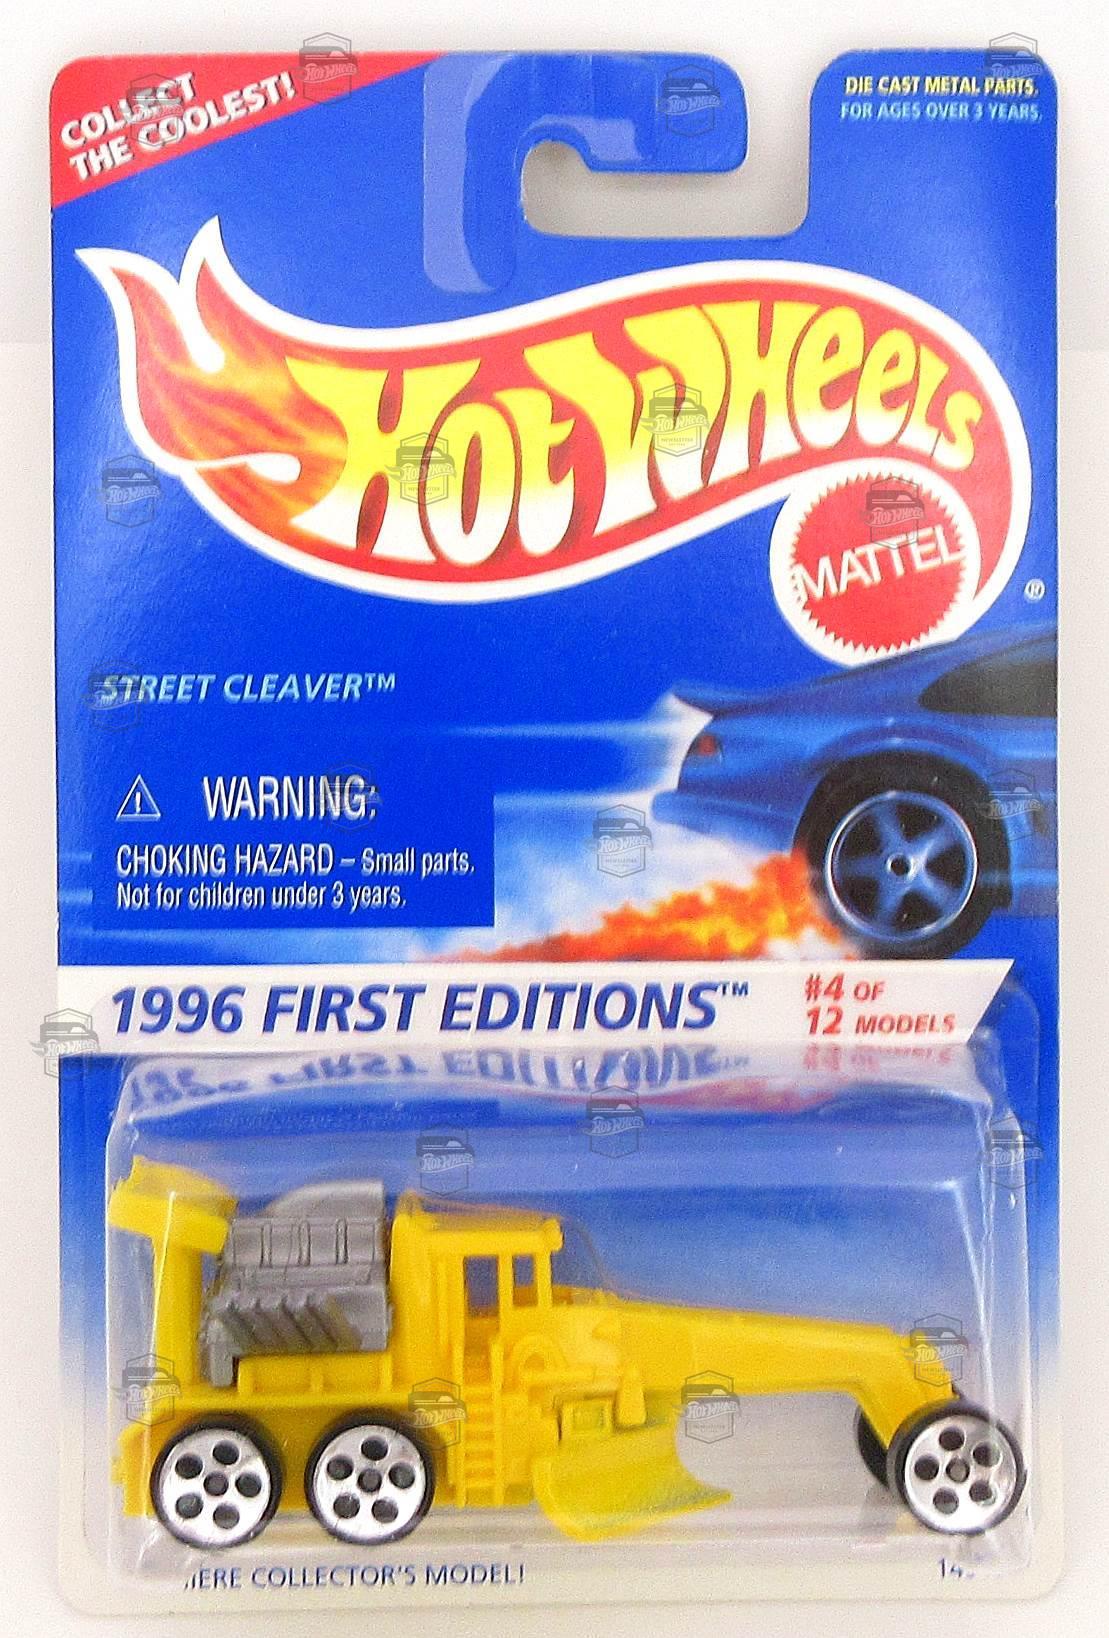 COLLECT
THE COOLEST!
DIE CAST METAL PARTS.
FOR AGES OVER 3 YEARS.
HOT WHEELS
MATTEL
®
STREET CLEAVER™
WARNING:
CHOKING HAZARD – Small parts.
Not for children under 3 years.
1996 FIRST EDITIONS™
#4 OF
12 MODELS
COLLECTOR'S MODEL!